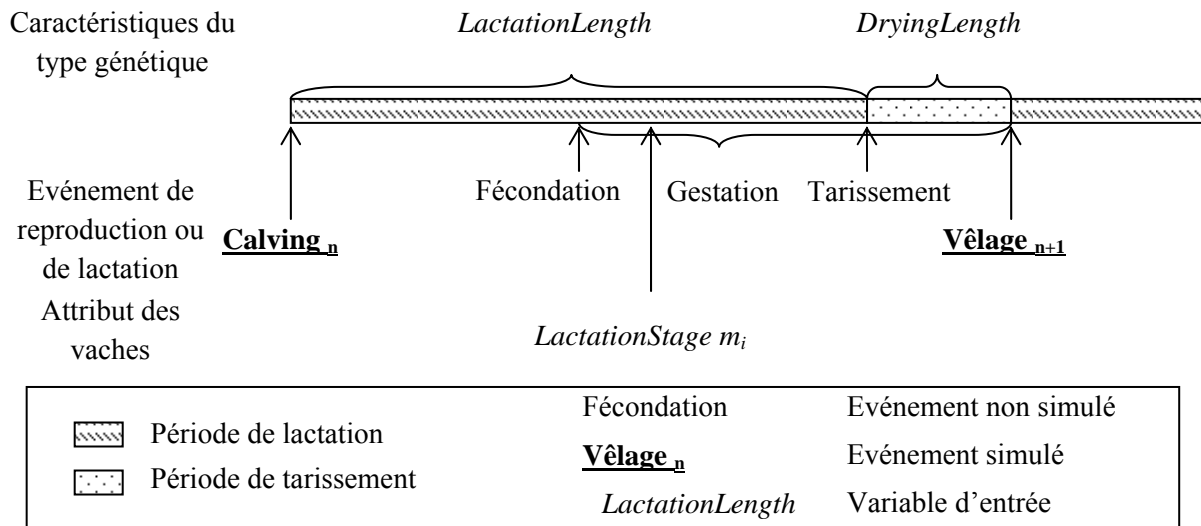 Caractéristiques du
type génétique
LactationLength
DryingLength
Evénement de
reproduction ou
de lactation
Fécondation
Gestation
Tarissement
Calving n
Vêlage n+1
Attribut des
vaches
LactationStage mi
Période de lactation
Période de tarissement
Fécondation
Evénement non simulé
Vêlage n
Evénement simulé
LactationLength
Variable d'entrée